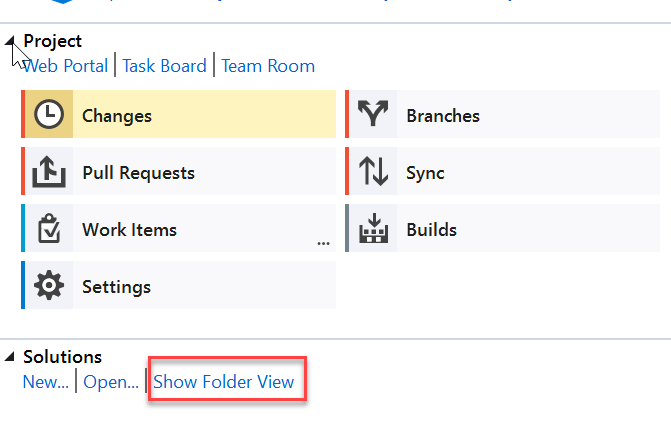 Project
Web Portal | Task Board | Team Room
Changes
Branches
Pull Requests
Sync
Work Items
...
Builds
Settings
Solutions
New... | Open... | Show Folder View